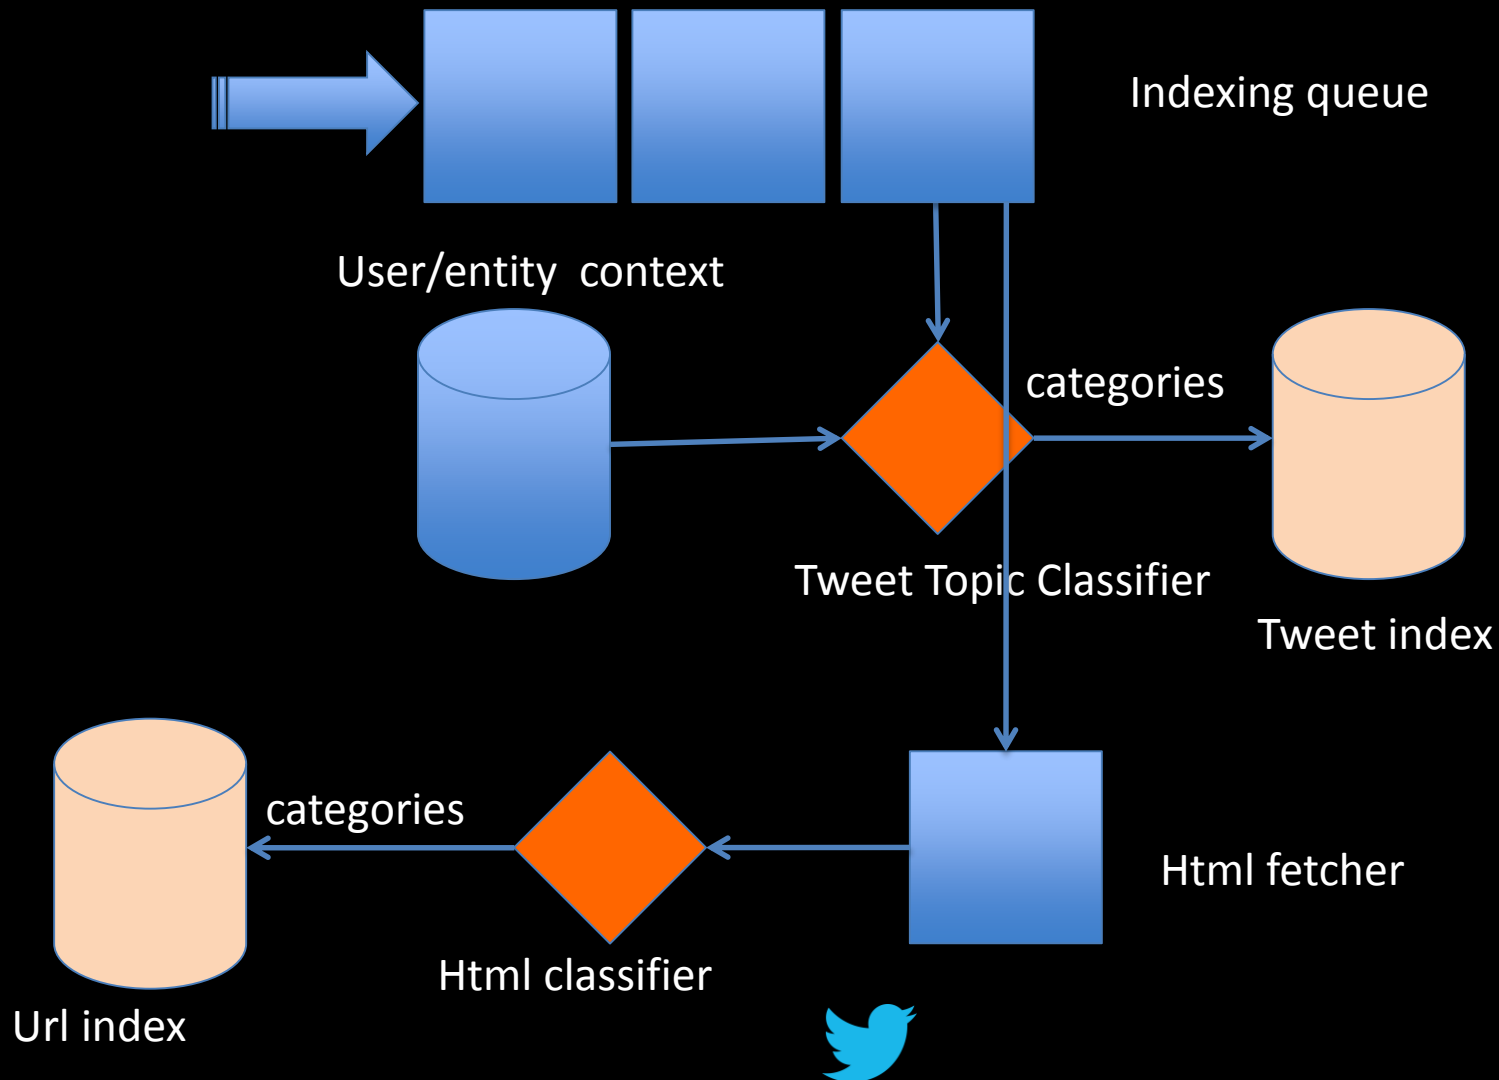 Indexing queue
User/entity  context
categories
Tweet Topic Classifier
Tweet index
categories
Html fetcher
Html classifier
Url index